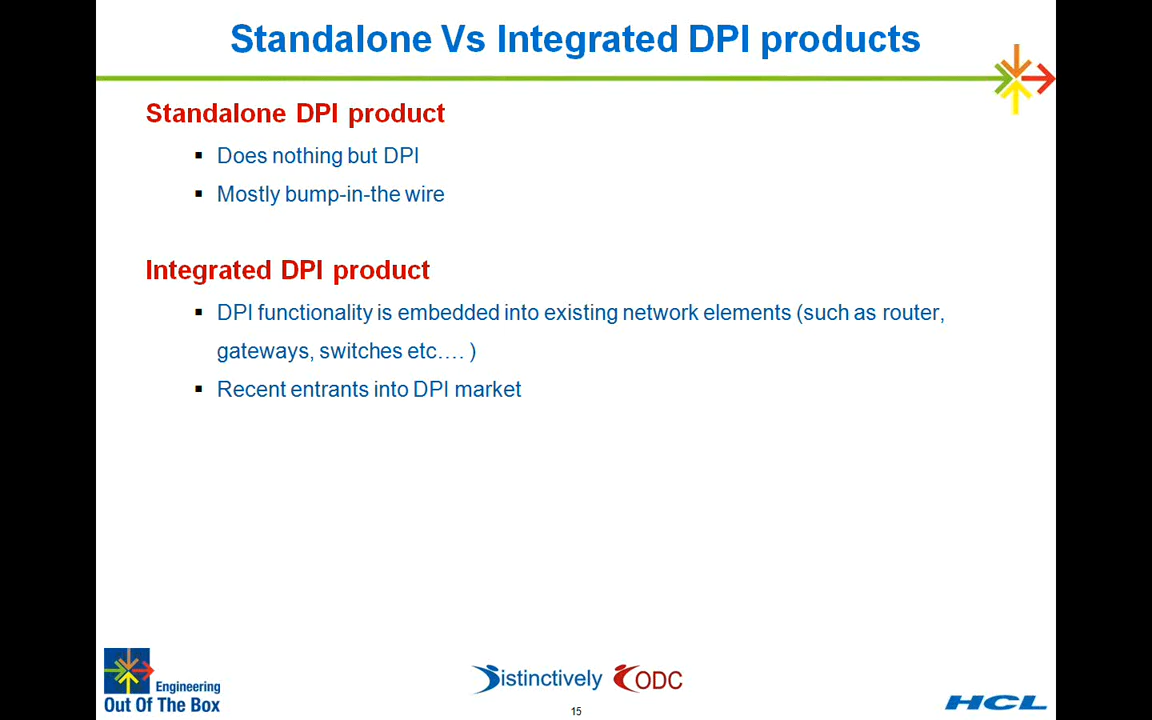 Standalone Vs Integrated DPI products
Standalone DPI product
▪ Does nothing but DPI
▪ Mostly bump-in-the wire
Integrated DPI product
▪ DPI functionality is embedded into existing network elements (such as router,
gateways, switches etc.… )
▪ Recent entrants into DPI market
Engineering
Out Of The Box
Distinctively ODC
HCL
15